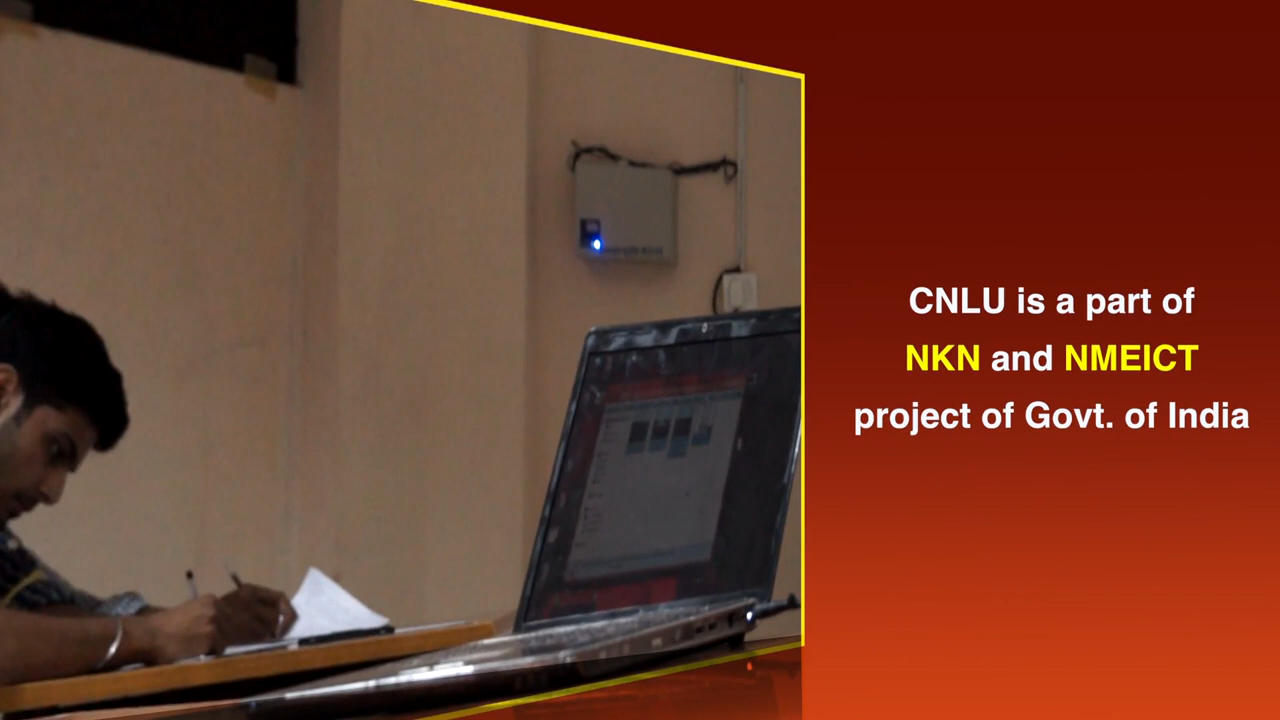 CNLU is a part of
NKN and NMEICT
project of Govt. of India